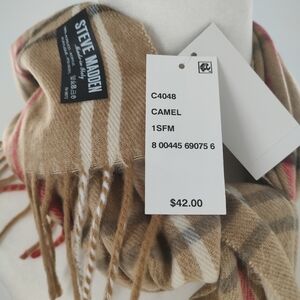 STEVE MADDEN
C4048
CAMEL
1SFM
8 00445 69075 6
$42.00